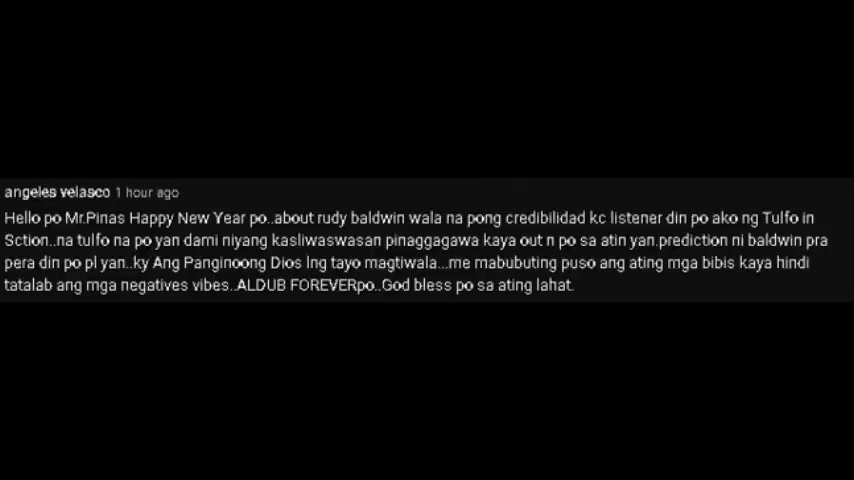 angeles velasco 1 hour ago
Hello po Mr.Pinas Happy New Year po..about rudy baldwin wala na pong credibilidad kc listener din po ako ng Tulfo in
Sction..na tulfo na po yan dami niyang kasliwaswasan pinaggagawa kaya out n po sa atin yan.prediction ni baldwin pra
pera din po pl yan..ky Ang Panginoong Dios lng tayo magtiwala...me mabubuting puso ang ating mga bibis kaya hindi
tatalab ang mga negatives vibes..ALDUB FOREVERpo..God bless po sa ating lahat.